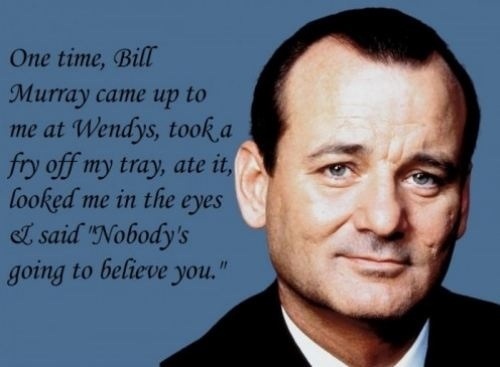 One time, Bill
Murray came up to
me at Wendys, took a
fry off my tray, ate it,
looked me in the eyes
& said "Nobody's
going to believe you."